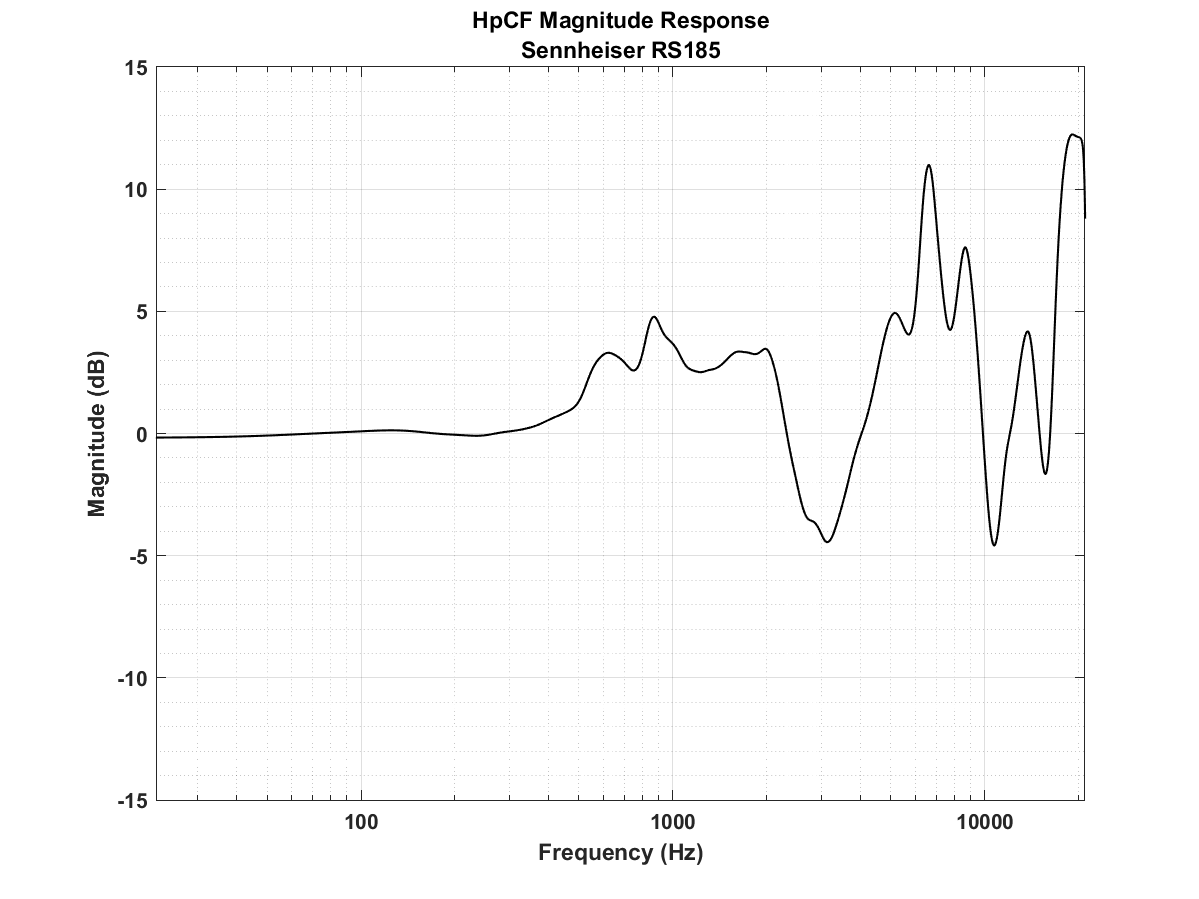 HpCF Magnitude Response
Sennheiser RS185
15
10
5
0
-5
-10
-15
Magnitude (dB)
100
1000
10000
Frequency (Hz)